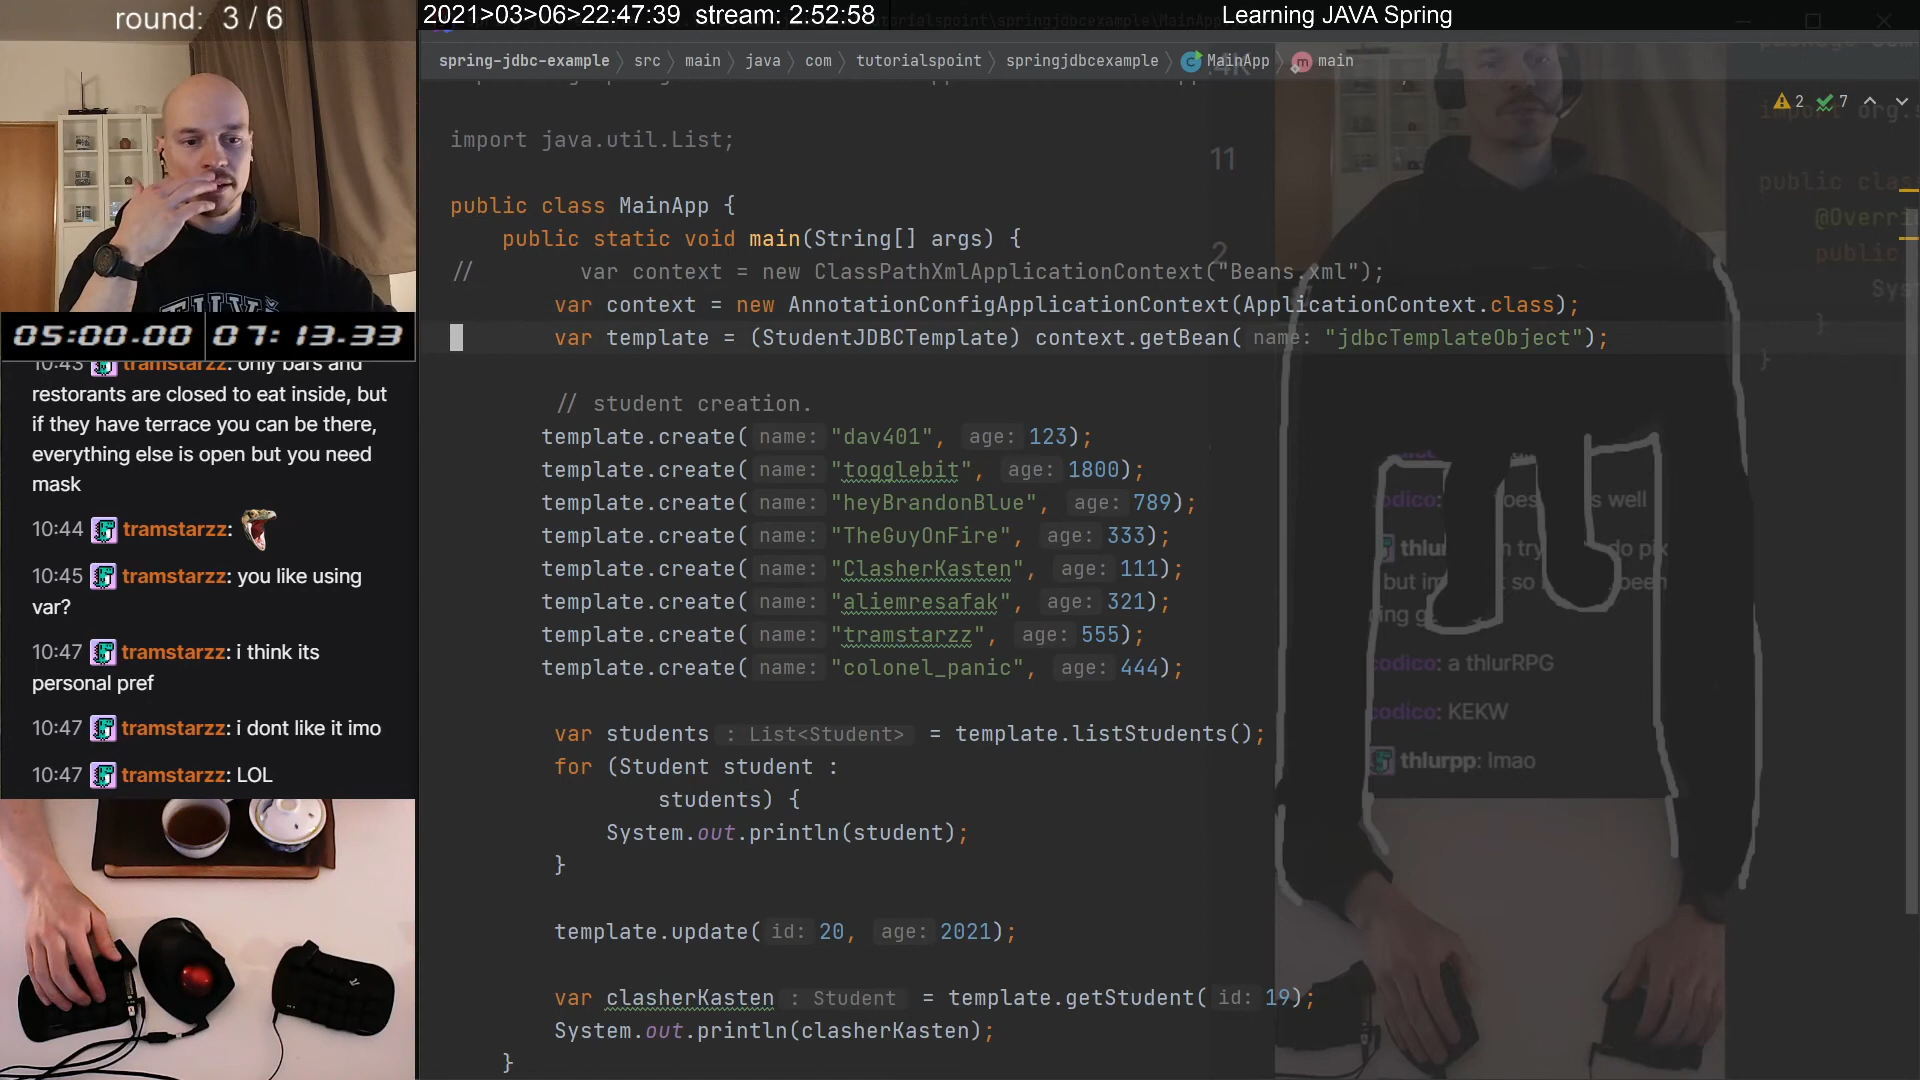 round: 3 / 6
2021>03>06>22:47:39 stream: 2:52:58
Learning JAVA Spring
spring-jdbc-example > src > main > java > com > tutorialspoint > springjdbcexample > MainApp > main
2 7
import java.util.List;
11
public class MainApp {
public static void main(String[] args) {
2
// var context = new ClassPathXmlApplicationContext("Beans.xml");
var context = new AnnotationConfigApplicationContext(ApplicationContext.class);
var template = (StudentJDBCTemplate) context.getBean( name: "jdbcTemplateObject");
// student creation.
template.create( name: "dav401", age: 123);
template.create( name: "togglebit", age: 1800);
template.create( name: "heyBrandonBlue", age: 789);
template.create( name: "TheGuyOnFire", age: 333);
template.create( name: "ClasherKasten", age: 111);
template.create( name: "aliemresafak", age: 321);
template.create( name: "tramstarzz", age: 555);
template.create( name: "colonel_panic", age: 444);
var students : List<Student> = template.listStudents();
for (Student student :
students) {
System.out.println(student);
}
template.update( id: 20, age: 2021);
var clasherKasten : Student = template.getStudent( id: 19);
System.out.println(clasherKasten);
}
05:00.00 07:13.33
10:43 tramstarzz: only bars and
restorants are closed to eat inside, but
if they have terrace you can be there,
everything else is open but you need
mask
10:44 tramstarzz:
10:45 tramstarzz: you like using
var?
10:47 tramstarzz: i think its
personal pref
10:47 tramstarzz: i dont like it imo
10:47 tramstarzz: LOL
codico: a thlurRPG
codico: KEKW
thlurpp: lmao